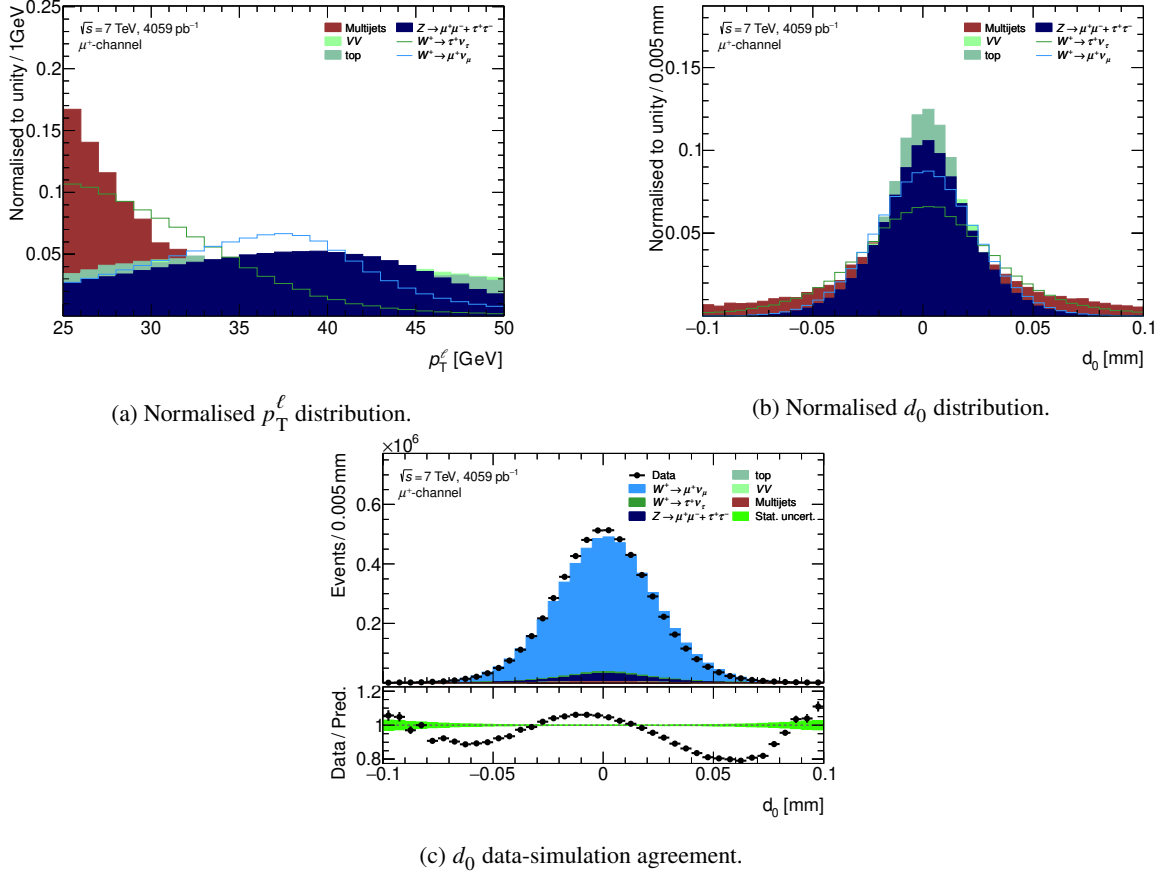 √s = 7 TeV, 4059 pb⁻¹
μ⁺-channel
Multijets
VV
top
Z → μ⁺μ⁻ + τ⁺τ⁻
W⁺ → τ⁺ν_τ
W⁺ → μ⁺ν_μ
Normalised to unity / 1GeV
0.25
0.2
0.15
0.1
0.05
25 30 35 40 45 50
p_T^ℓ [GeV]
(a) Normalised p_T^ℓ distribution.
√s = 7 TeV, 4059 pb⁻¹
μ⁺-channel
Multijets
VV
top
Z → μ⁺μ⁻ + τ⁺τ⁻
W⁺ → τ⁺ν_τ
W⁺ → μ⁺ν_μ
Normalised to unity / 0.005 mm
0.15
0.1
0.05
−0.1 −0.05 0 0.05 0.1
d₀ [mm]
(b) Normalised d₀ distribution.
×10⁶
√s = 7 TeV, 4059 pb⁻¹
μ⁺-channel
Data
W⁺ → μ⁺ν_μ
W⁺ → τ⁺ν_τ
Z → μ⁺μ⁻ + τ⁺τ⁻
top
VV
Multijets
Stat. uncert.
Events / 0.005 mm
0.6
0.4
0.2
Data / Pred.
1.2
1
0.8
−0.1 −0.05 0 0.05 0.1
d₀ [mm]
(c) d₀ data-simulation agreement.